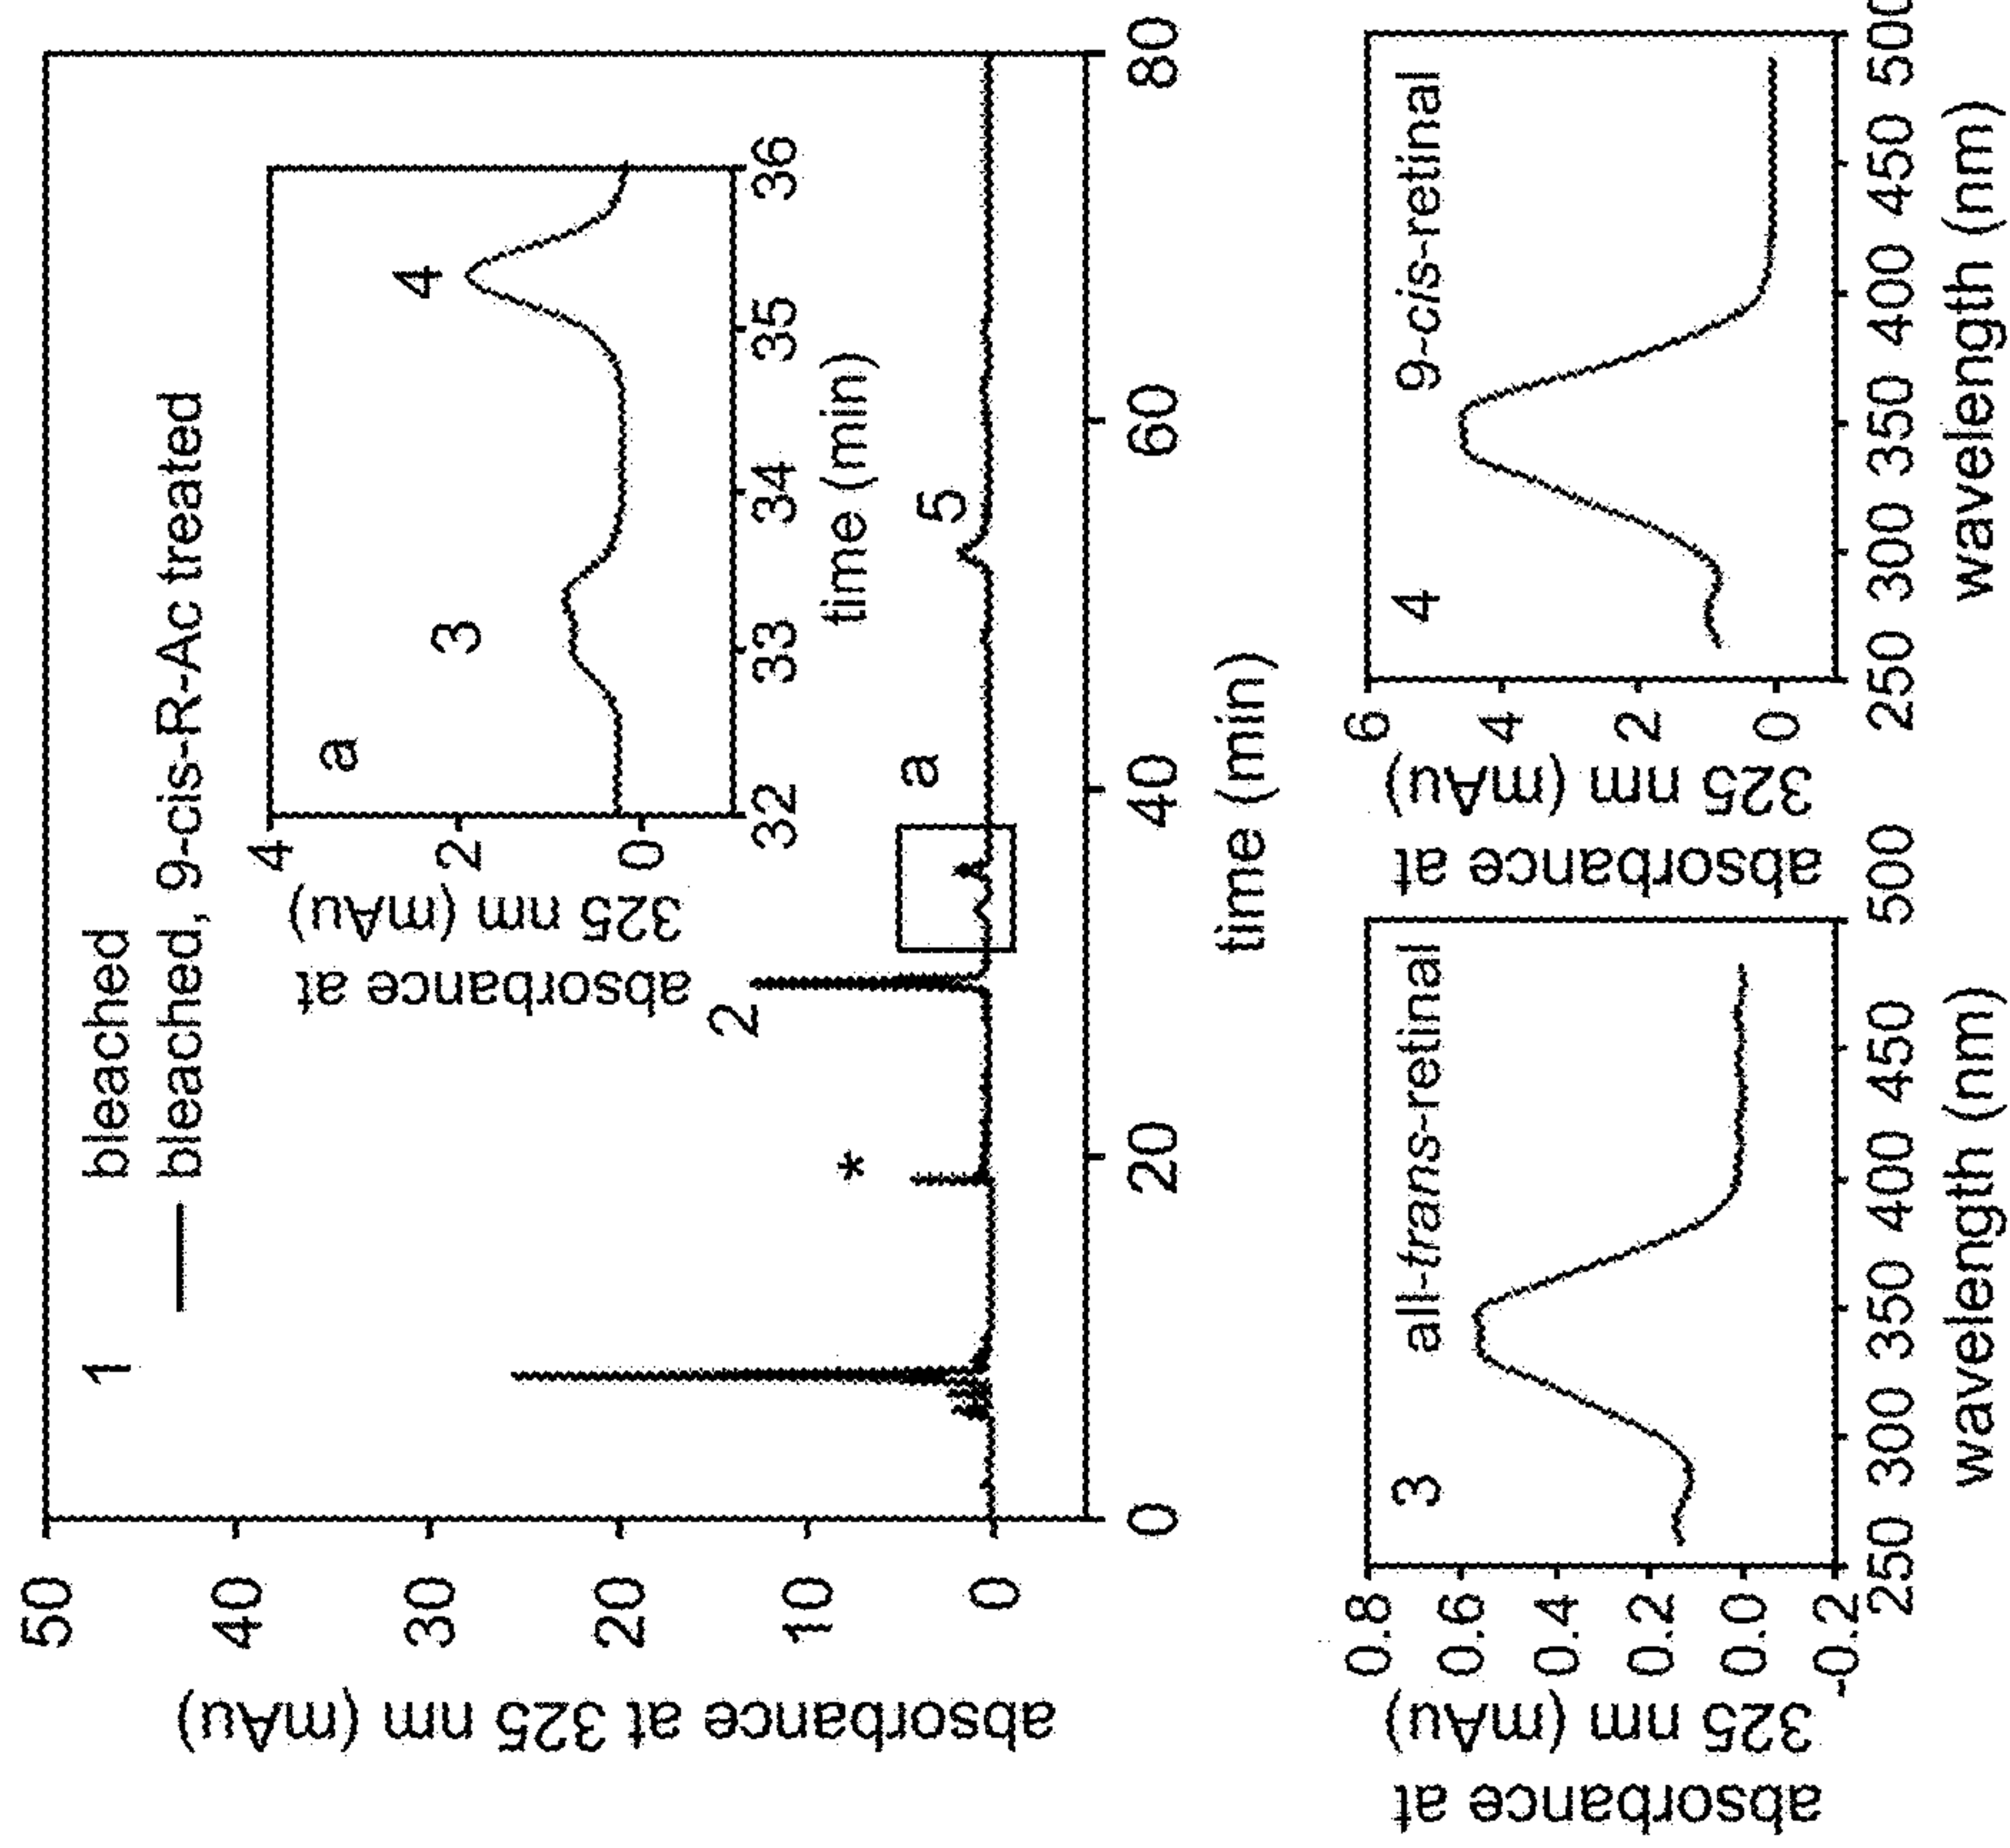 bleached
bleached, 9-cis-R-Ac treated
absorbance at 325 nm (mAu)
50
40
30
20
10
0
1
*
2
a
5
0
20
40
60
80
time (min)
absorbance at
325 nm (mAu)
4
2
0
a
3
4
32
33
34
35
36
time (min)
absorbance at
325 nm (mAu)
0.8
0.6
0.4
0.2
0.0
-0.2
3
all-trans-retinal
250 300 350 400 450 500
wavelength (nm)
absorbance at
325 nm (mAu)
6
4
2
0
4
9-cis-retinal
250 300 350 400 450 500
wavelength (nm)